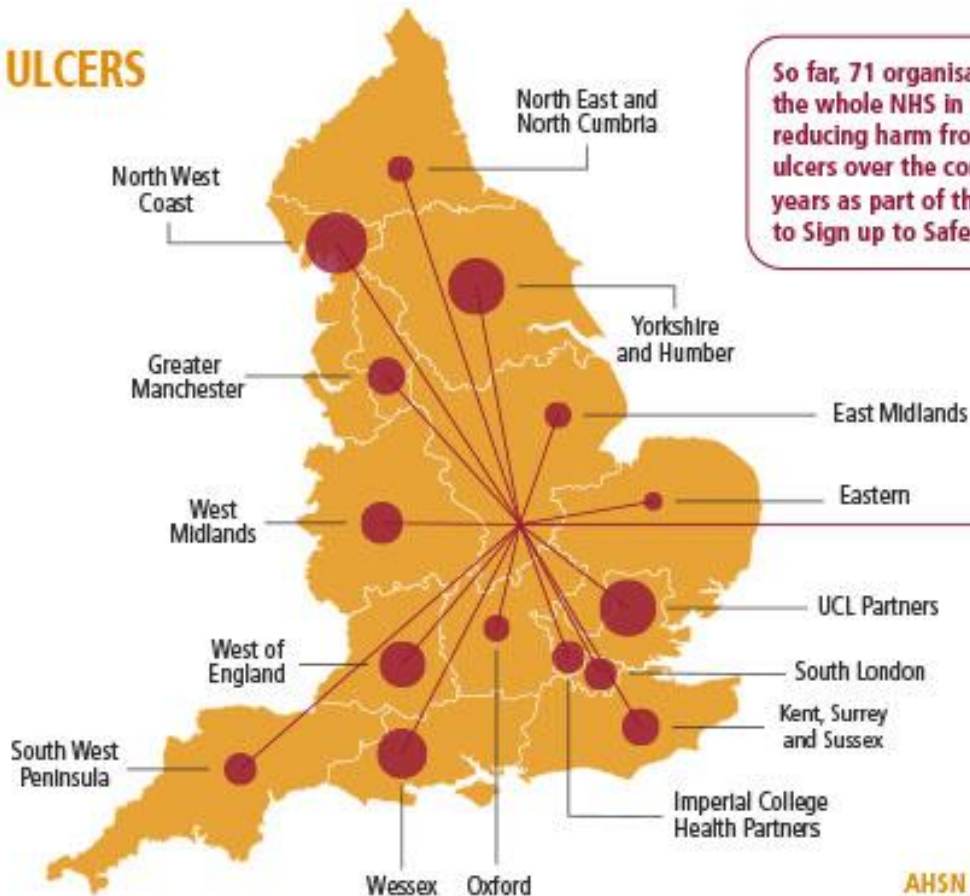 ULCERS
So far, 71 organisa
the whole NHS in
reducing harm fro
ulcers over the co
years as part of th
to Sign up to Safe
North East and
North Cumbria
North West
Coast
Yorkshire
and Humber
Greater
Manchester
East Midlands
Eastern
West
Midlands
UCL Partners
West of
England
South London
Kent, Surrey
and Sussex
South West
Peninsula
Imperial College
Health Partners
Wessex
Oxford
AHSN